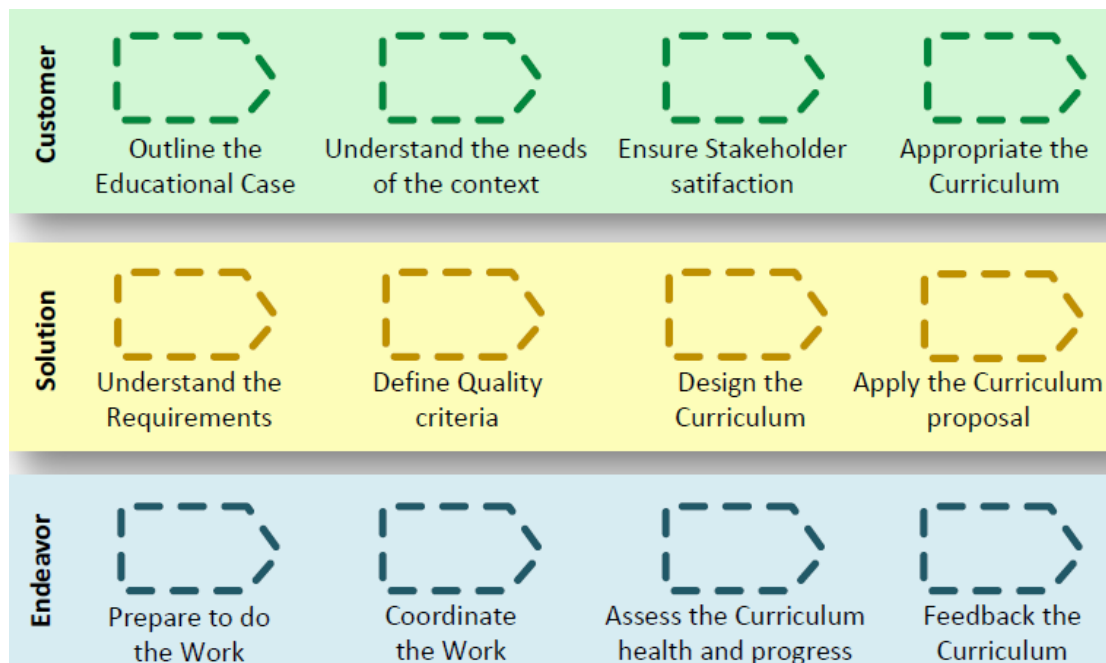 Customer
Outline the
Educational Case
Understand the needs
of the context
Ensure Stakeholder
satifaction
Appropriate the
Curriculum
Solution
Understand the
Requirements
Define Quality
criteria
Design the
Curriculum
Apply the Curriculum
proposal
Endeavor
Prepare to do
the Work
Coordinate
the Work
Assess the Curriculum
health and progress
Feedback the
Curriculum